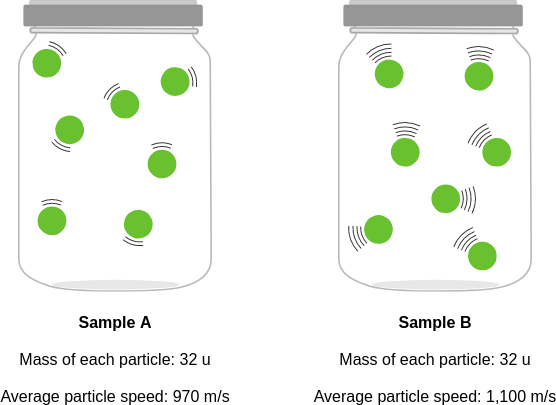 Sample A
Mass of each particle: 32 u
Average particle speed: 970 m/s
Sample B
Mass of each particle: 32 u
Average particle speed: 1,100 m/s